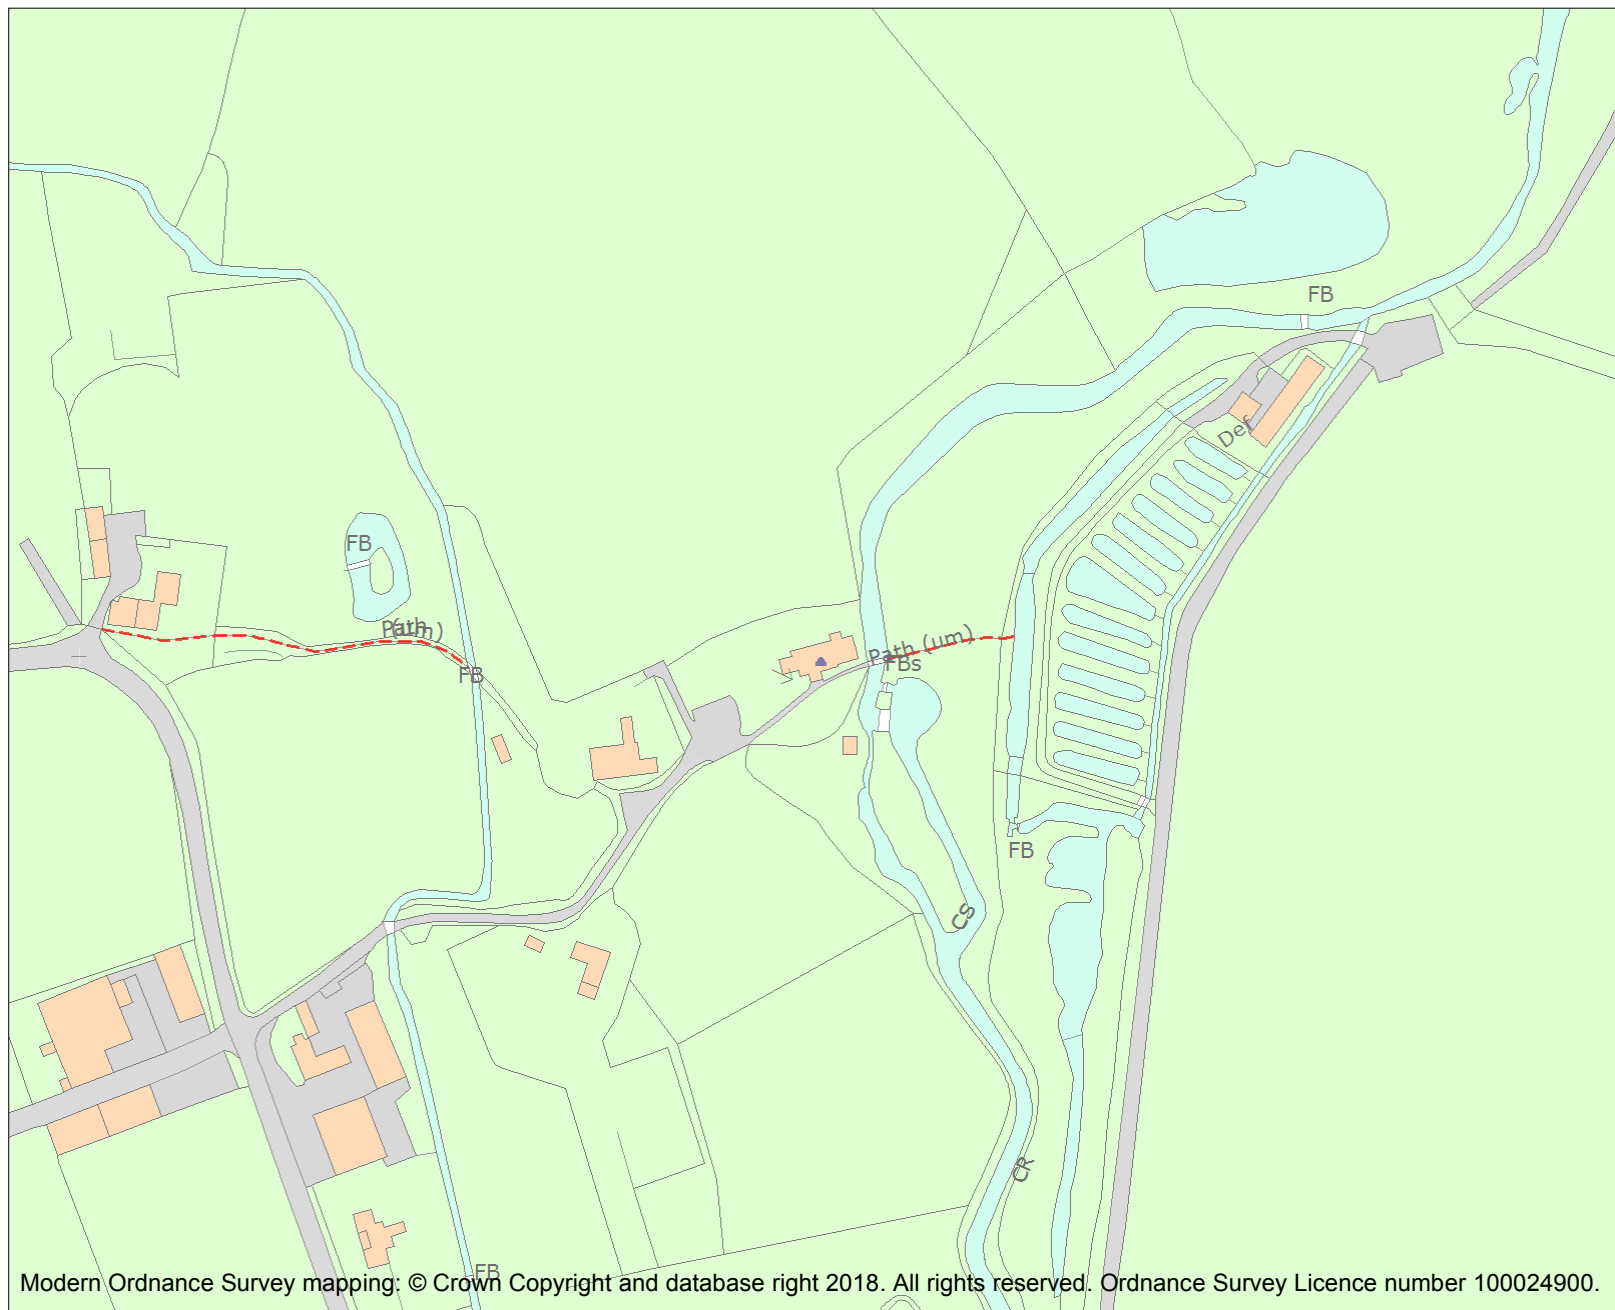 FB
Def
FB
Path
(um)
Path (um)
FB
FBs
FB
CS
CR
FB
Modern Ordnance Survey mapping: © Crown Copyright and database right 2018. All rights reserved. Ordnance Survey Licence number 100024900.